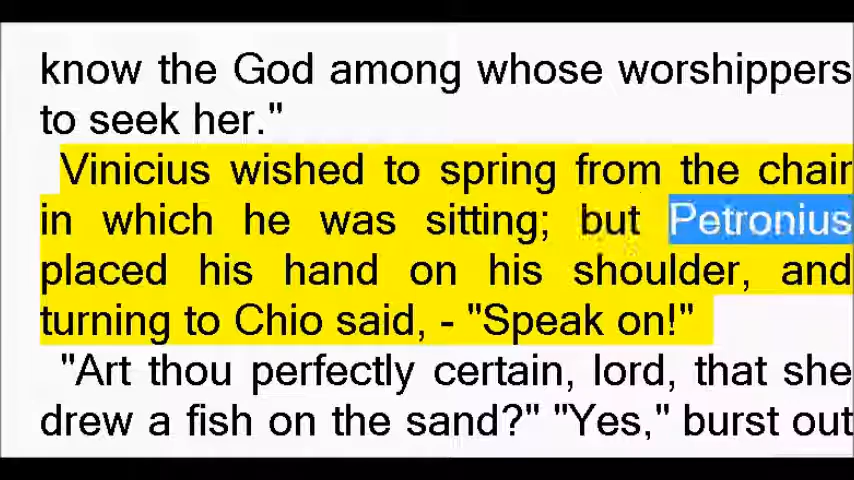 know the God among whose worshippers
to seek her."
Vinicius wished to spring from the chair
in which he was sitting; but Petronius
placed his hand on his shoulder, and
turning to Chio said, - "Speak on!"
"Art thou perfectly certain, lord, that she
drew a fish on the sand?" "Yes," burst out